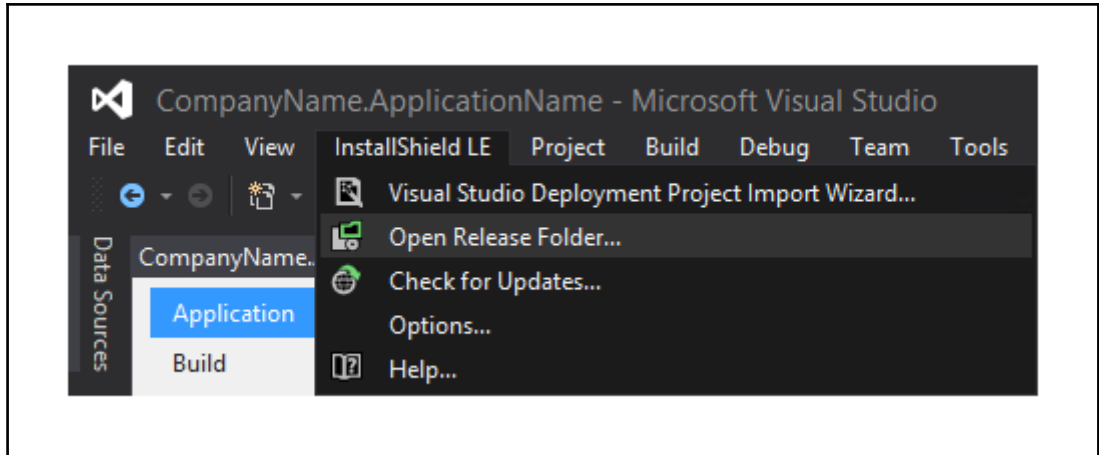 CompanyName.ApplicationName - Microsoft Visual Studio
File Edit View InstallShield LE Project Build Debug Team Tools
Visual Studio Deployment Project Import Wizard...
Open Release Folder...
Check for Updates...
Options...
Help...
Data Sources
CompanyName..
Application
Build